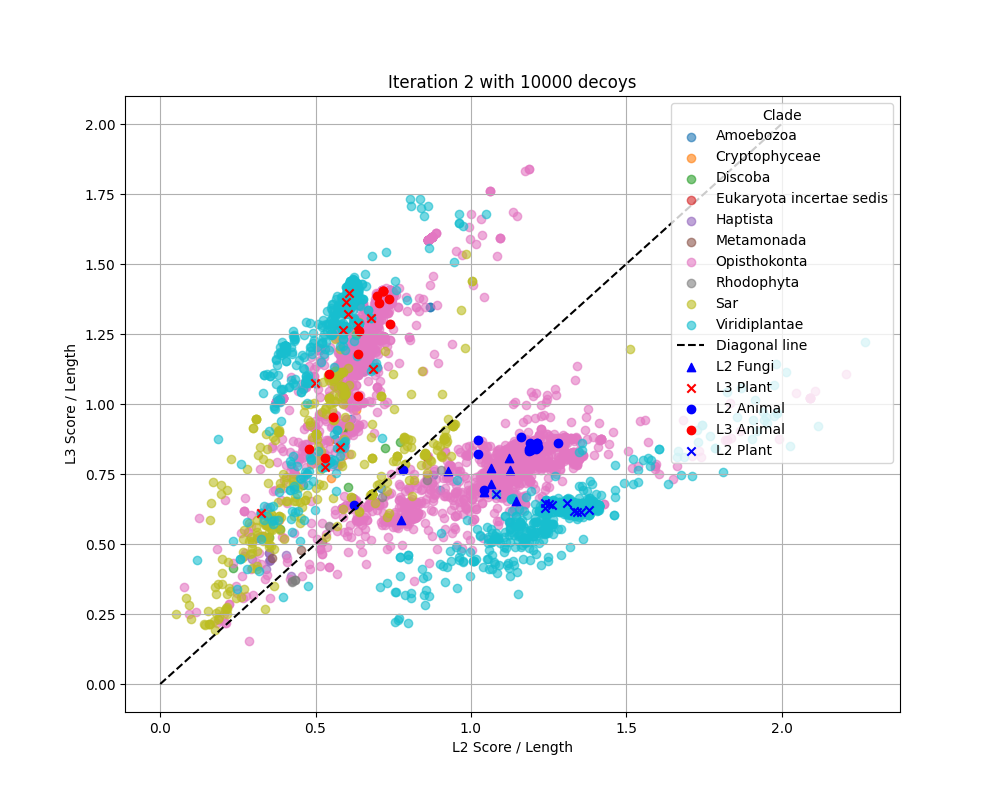 Iteration 2 with 10000 decoys
Clade
Amoebozoa
Cryptophyceae
Discoba
Eukaryota incertae sedis
Haptista
Metamonada
Opisthokonta
Rhodophyta
Sar
Viridiplantae
Diagonal line
L2 Fungi
L3 Plant
L2 Animal
L3 Animal
L2 Plant
L3 Score / Length
2.00
1.75
1.50
1.25
1.00
0.75
0.50
0.25
0.00
0.0 0.5 1.0 1.5 2.0
L2 Score / Length